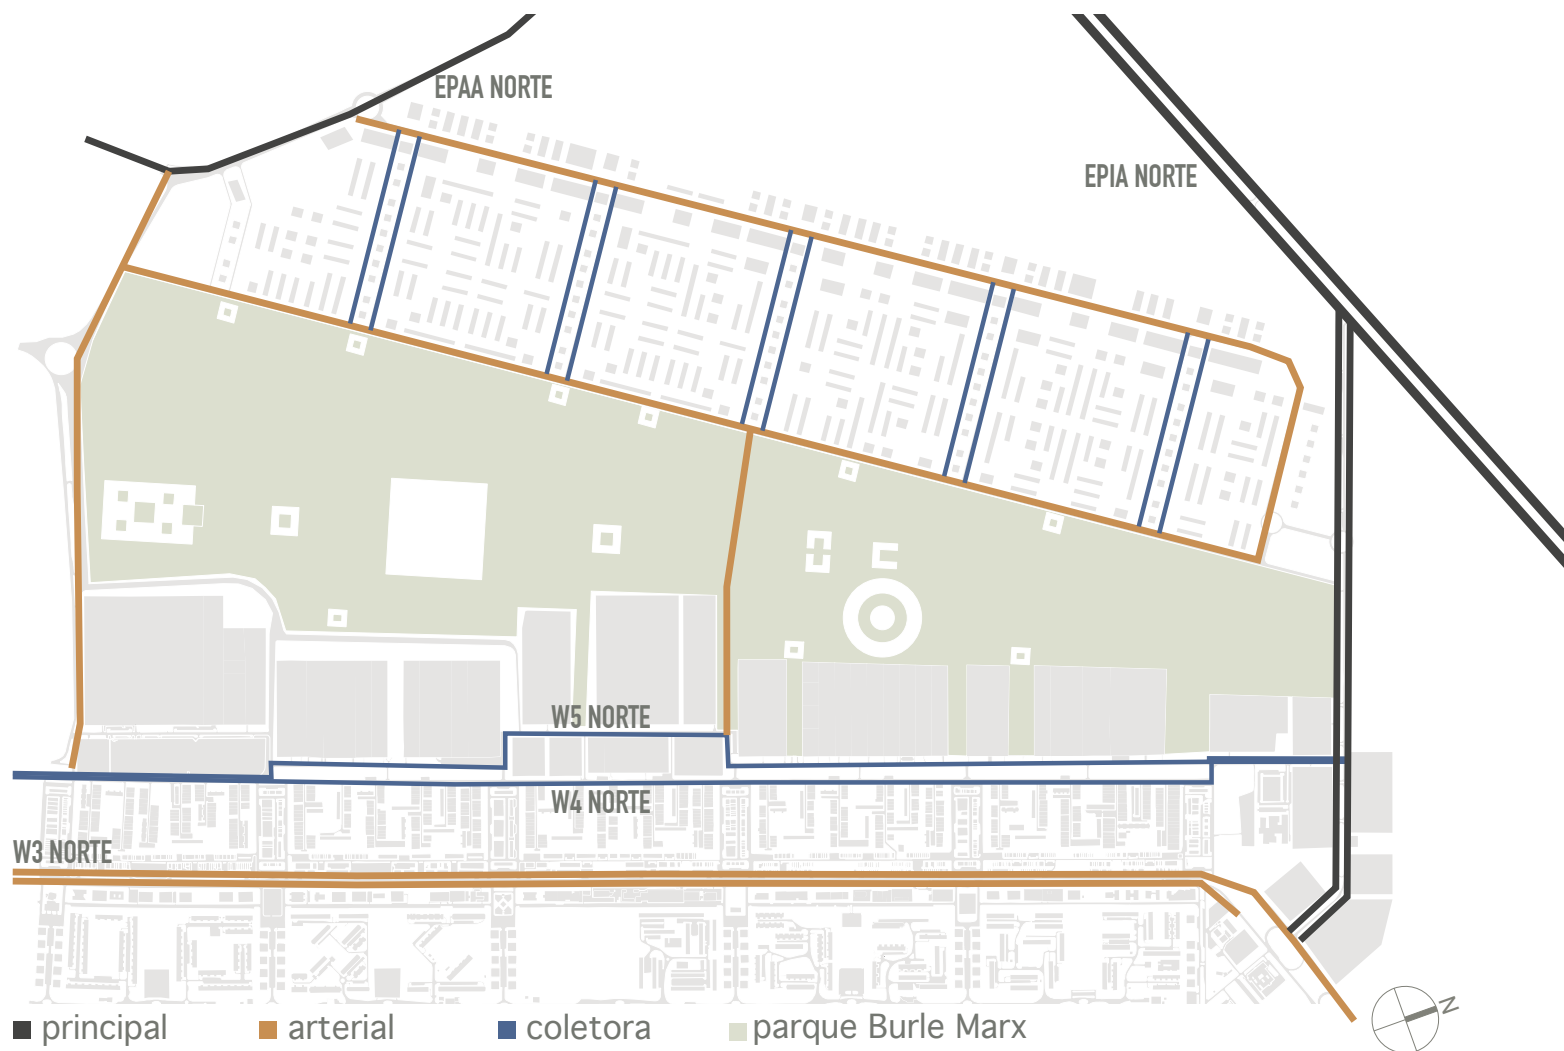 EPAA NORTE
EPIA NORTE
W5 NORTE
W4 NORTE
W3 NORTE
N
principal
arterial
coletora
parque Burle Marx